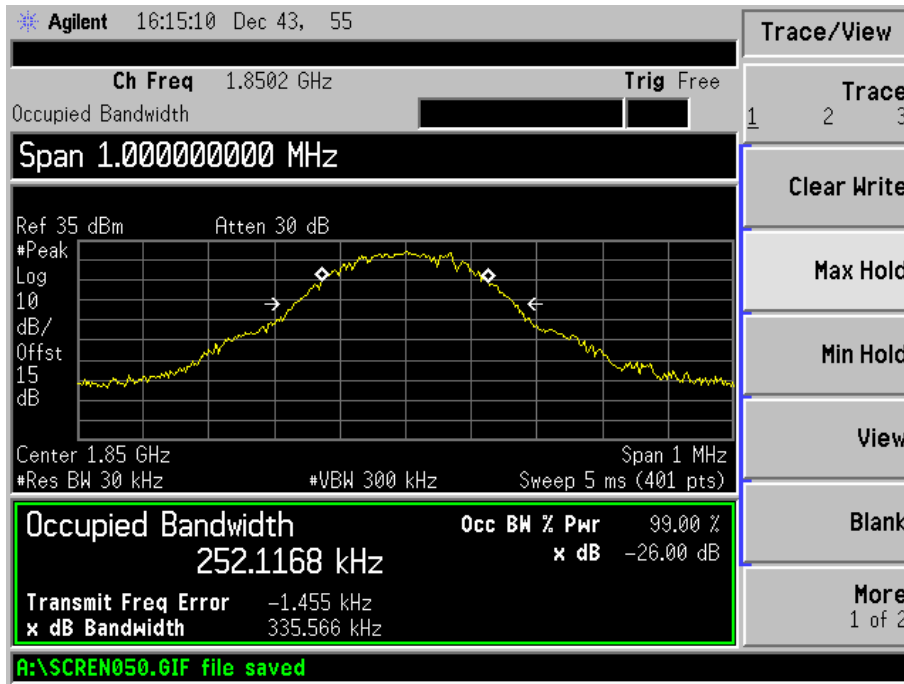 Agilent 16:15:10 Dec 43, 55
Trace/View
Ch Freq 1.8502 GHz Trig Free
Occupied Bandwidth
Trace
1 2 3
Span 1.000000000 MHz
Clear Write
Ref 35 dBm Atten 30 dB
#Peak
Log
10
dB/
Offst
15
dB
Max Hold
Min Hold
Center 1.85 GHz Span 1 MHz
#Res BW 30 kHz #VBW 300 kHz Sweep 5 ms (401 pts)
View
Occupied Bandwidth
252.1168 kHz
Occ BW % Pwr 99.00 %
x dB -26.00 dB
Blank
Transmit Freq Error -1.455 kHz
x dB Bandwidth 335.566 kHz
More
1 of 2
A:\SCREN050.GIF file saved